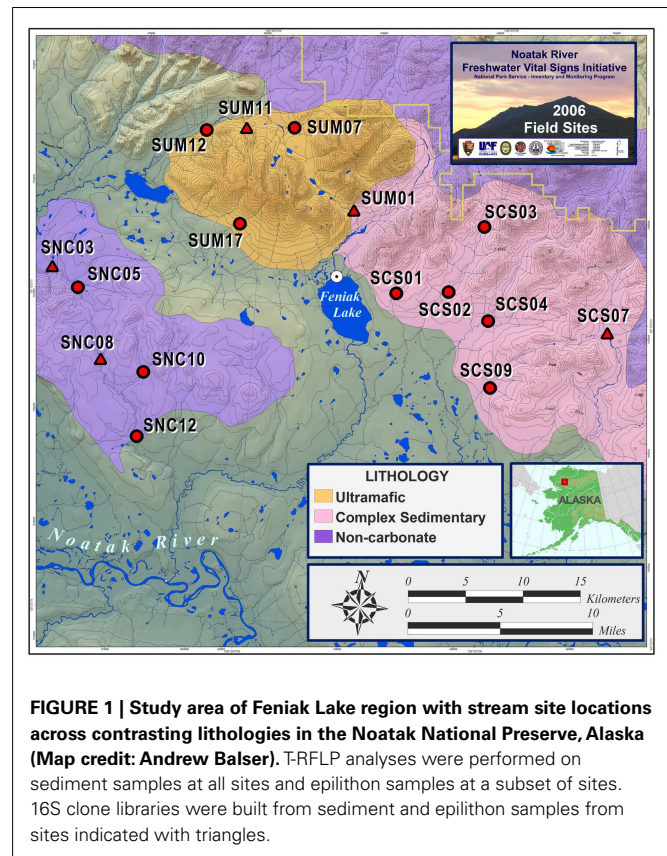 Noatak River
Freshwater Vital Signs Initiative
National Park Service - Inventory and Monitoring Program
2006
Field Sites
SUM11
SUM07
SUM12
SUM01
SCS03
SUM17
SNC03
SNC05
SCS01
SCS02
SCS04
SCS07
Feniak
Lake
SNC08
SNC10
SCS09
SNC12
LITHOLOGY
Ultramafic
Complex Sedimentary
Non-carbonate
ALASKA
Noatak River
N
0 5 10 15
Kilometers
0 5 10
Miles
FIGURE 1 | Study area of Feniak Lake region with stream site locations
across contrasting lithologies in the Noatak National Preserve, Alaska
(Map credit: Andrew Balser). T-RFLP analyses were performed on
sediment samples at all sites and epilithon samples at a subset of sites.
16S clone libraries were built from sediment and epilithon samples from
sites indicated with triangles.